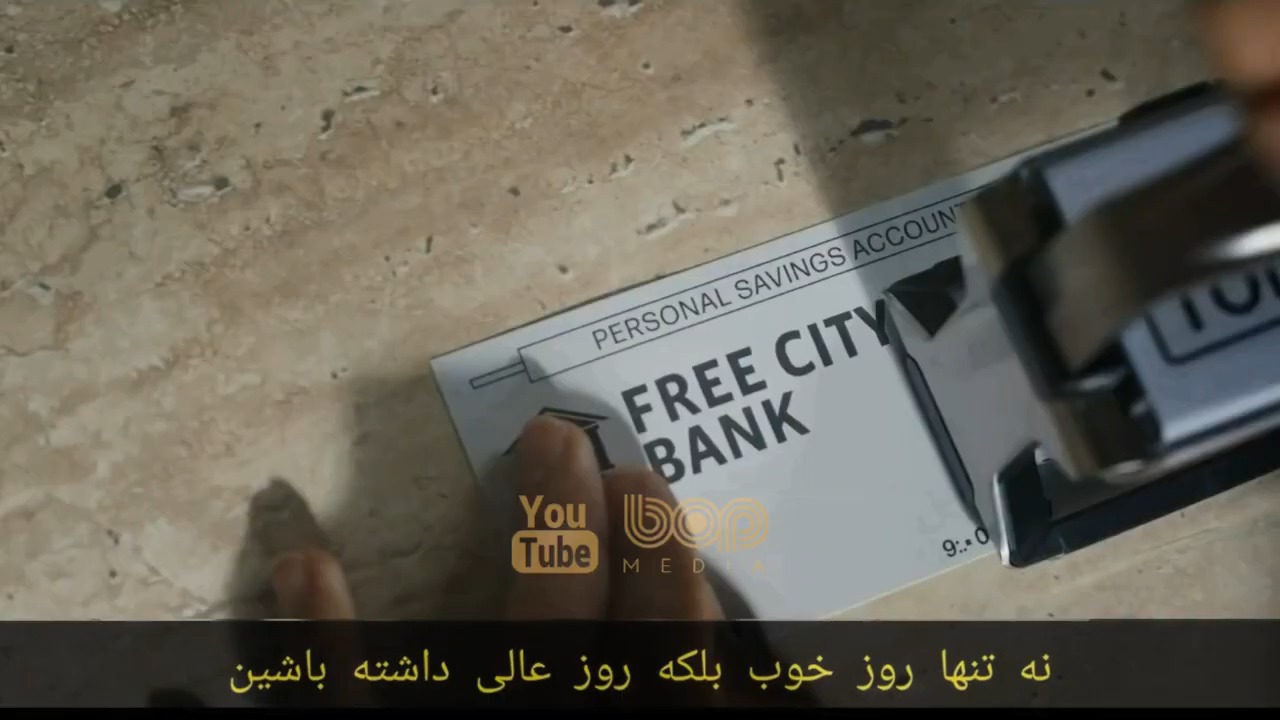 PERSONAL SAVINGS ACCOUNT
FREE CITY
BANK
You
Tube
bop
MEDIA
نه تنها روز خوب بلکه روز عالی داشته باشین